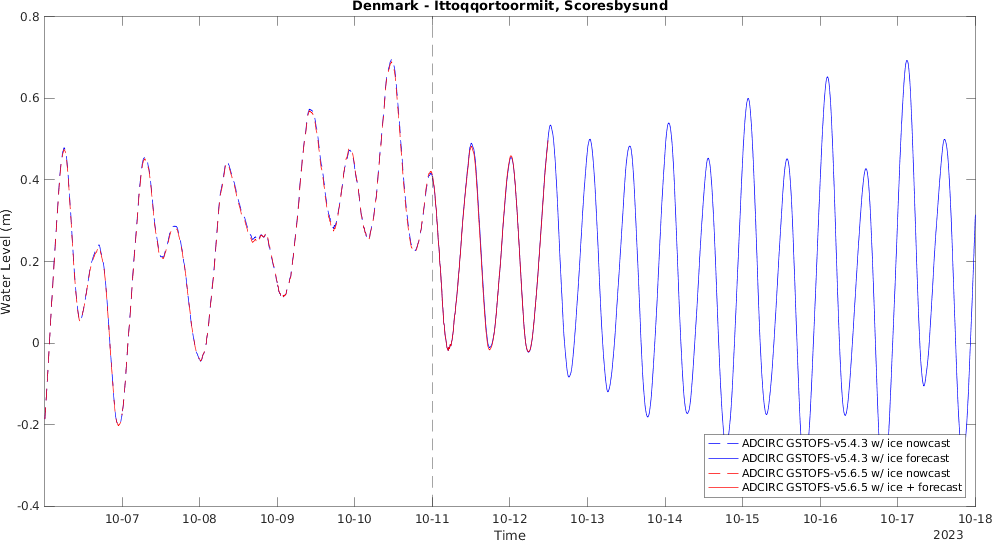 Denmark - Ittoqqortoormiit, Scoresbysund
Water Level (m)
0.8
0.6
0.4
0.2
0
-0.2
-0.4
ADCIRC GSTOFS-v5.4.3 w/ ice nowcast
ADCIRC GSTOFS-v5.4.3 w/ ice forecast
ADCIRC GSTOFS-v5.6.5 w/ ice nowcast
ADCIRC GSTOFS-v5.6.5 w/ ice + forecast
10-07 10-08 10-09 10-10 10-11 10-12 10-13 10-14 10-15 10-16 10-17 10-18
Time
2023